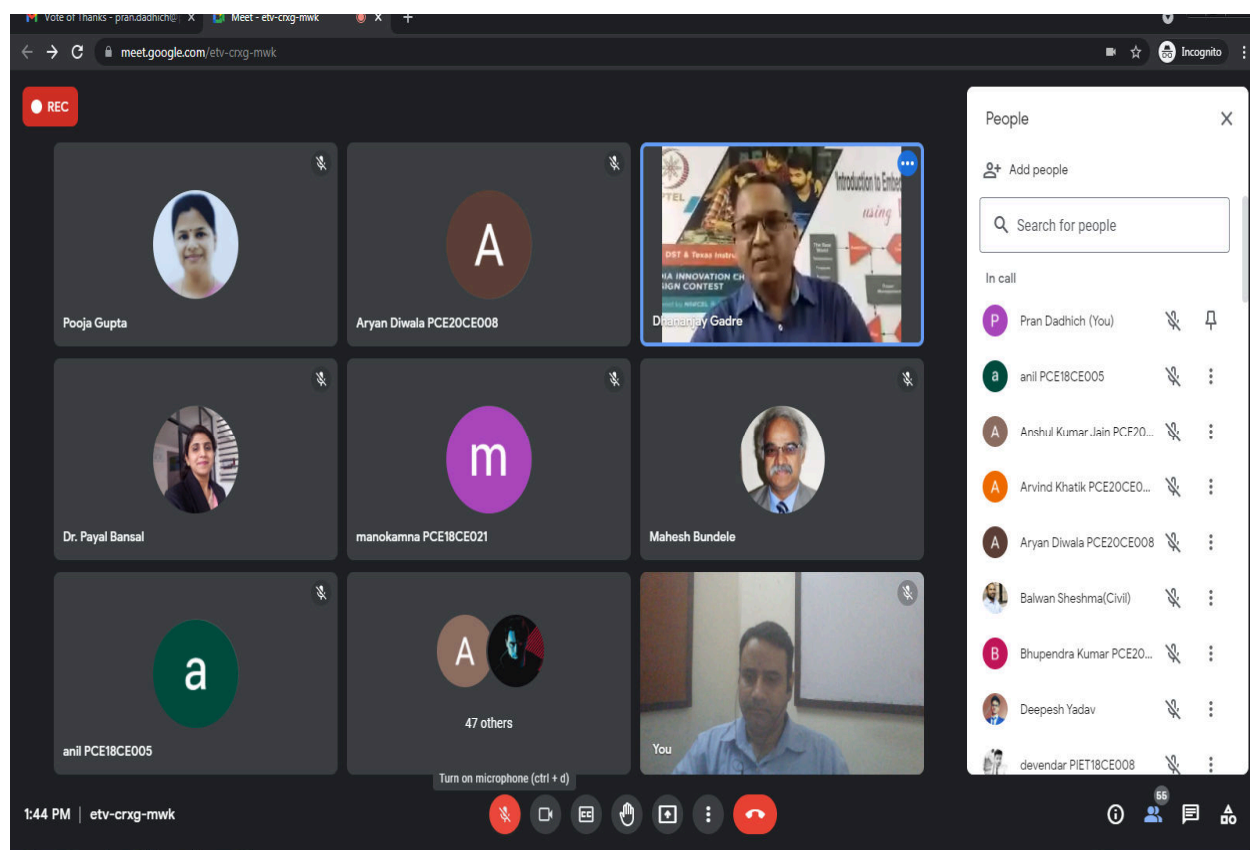 Vote of Thanks - pran.dadhich@
Meet - etv-crxg-mwk
meet.google.com/etv-crxg-mwk
Incognito
REC
Pooja Gupta
A
Aryan Diwala PCE20CE008
PTEL
'Introduction to Embed
using
DST & Texas Instru
IA INNOVATION CH
SIGN CONTEST
Dhananjay Gadre
Dr. Payal Bansal
m
manokamna PCE18CE021
Mahesh Bundele
a
anil PCE18CE005
A
47 others
You
Turn on microphone (ctrl + d)
1:44 PM | etv-crxg-mwk
People
Add people
Search for people
In call
P Pran Dadhich (You)
a anil PCE18CE005
A Anshul Kumar Jain PCE20...
A Arvind Khatik PCE20CE0...
A Aryan Diwala PCE20CE008
Balwan Sheshma(Civil)
B Bhupendra Kumar PCE20...
Deepesh Yadav
devendar PIET18CE008
55